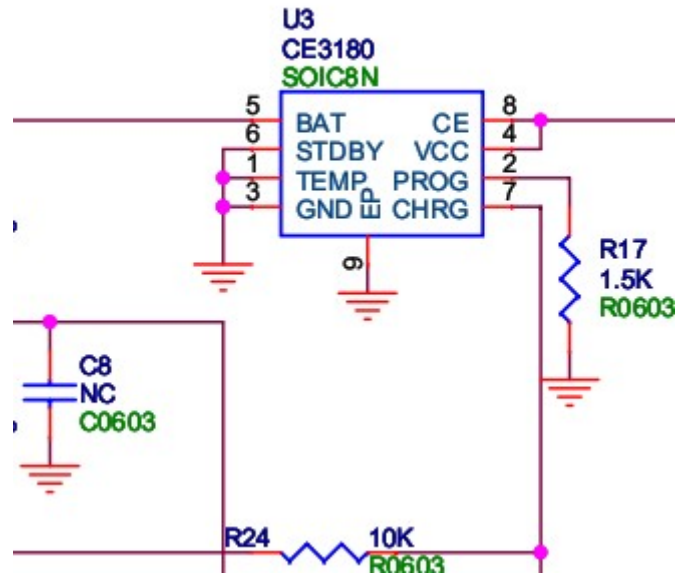 U3
CE3180
SOIC8N
5 BAT CE 8
6 STDBY VCC 4
1 TEMP PROG 2
3 GND EP CHRG 7
9
R17
1.5K
R0603
C8
NC
C0603
R24 10K
R0603